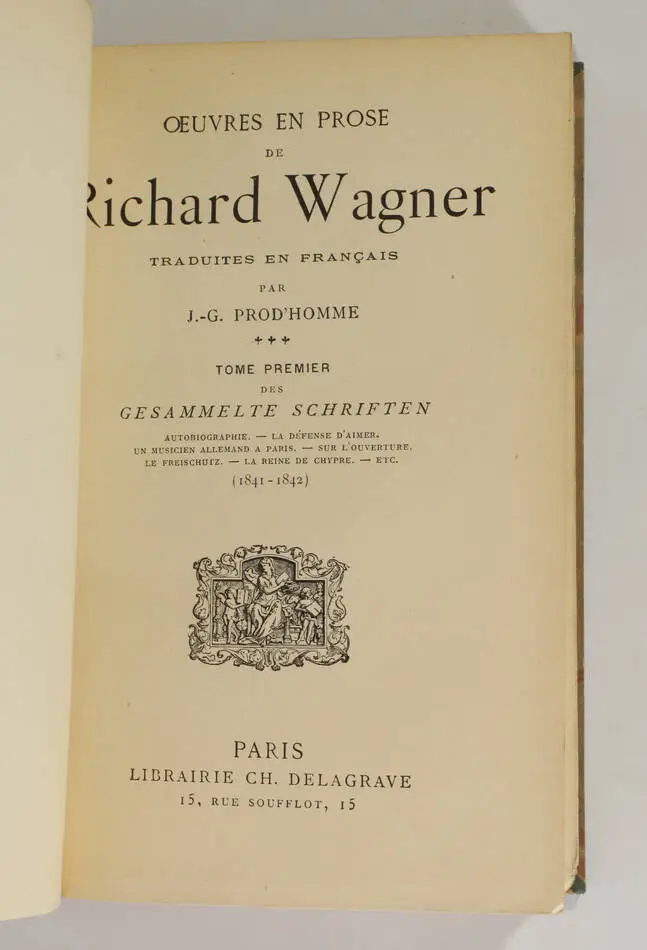 ŒUVRES EN PROSE
DE
Richard Wagner
TRADUITES EN FRANÇAIS
PAR
J.-G. PROD'HOMME
TOME PREMIER
DES
GESAMMELTE SCHRIFTEN
AUTOBIOGRAPHIE. — LA DÉFENSE D'AIMER.
UN MUSICIEN ALLEMAND A PARIS. — SUR L'OUVERTURE.
LE FREISCHUTZ. — LA REINE DE CHYPRE. — ETC.
(1841-1842)
PARIS
LIBRAIRIE CH. DELAGRAVE
15, RUE SOUFFLOT, 15